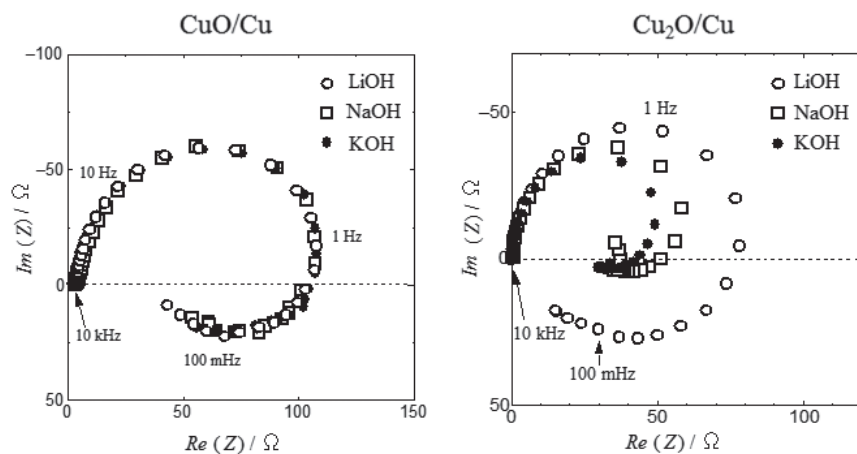 CuO/Cu
−100
LiOH
NaOH
KOH
−50
10 Hz
1 Hz
0
10 kHz
100 mHz
50
0
50
100
150
Im (Z) / Ω
Re (Z) / Ω
Cu₂O/Cu
LiOH
NaOH
KOH
1 Hz
−50
0
10 kHz
100 mHz
50
0
50
100
Im (Z) / Ω
Re (Z) / Ω